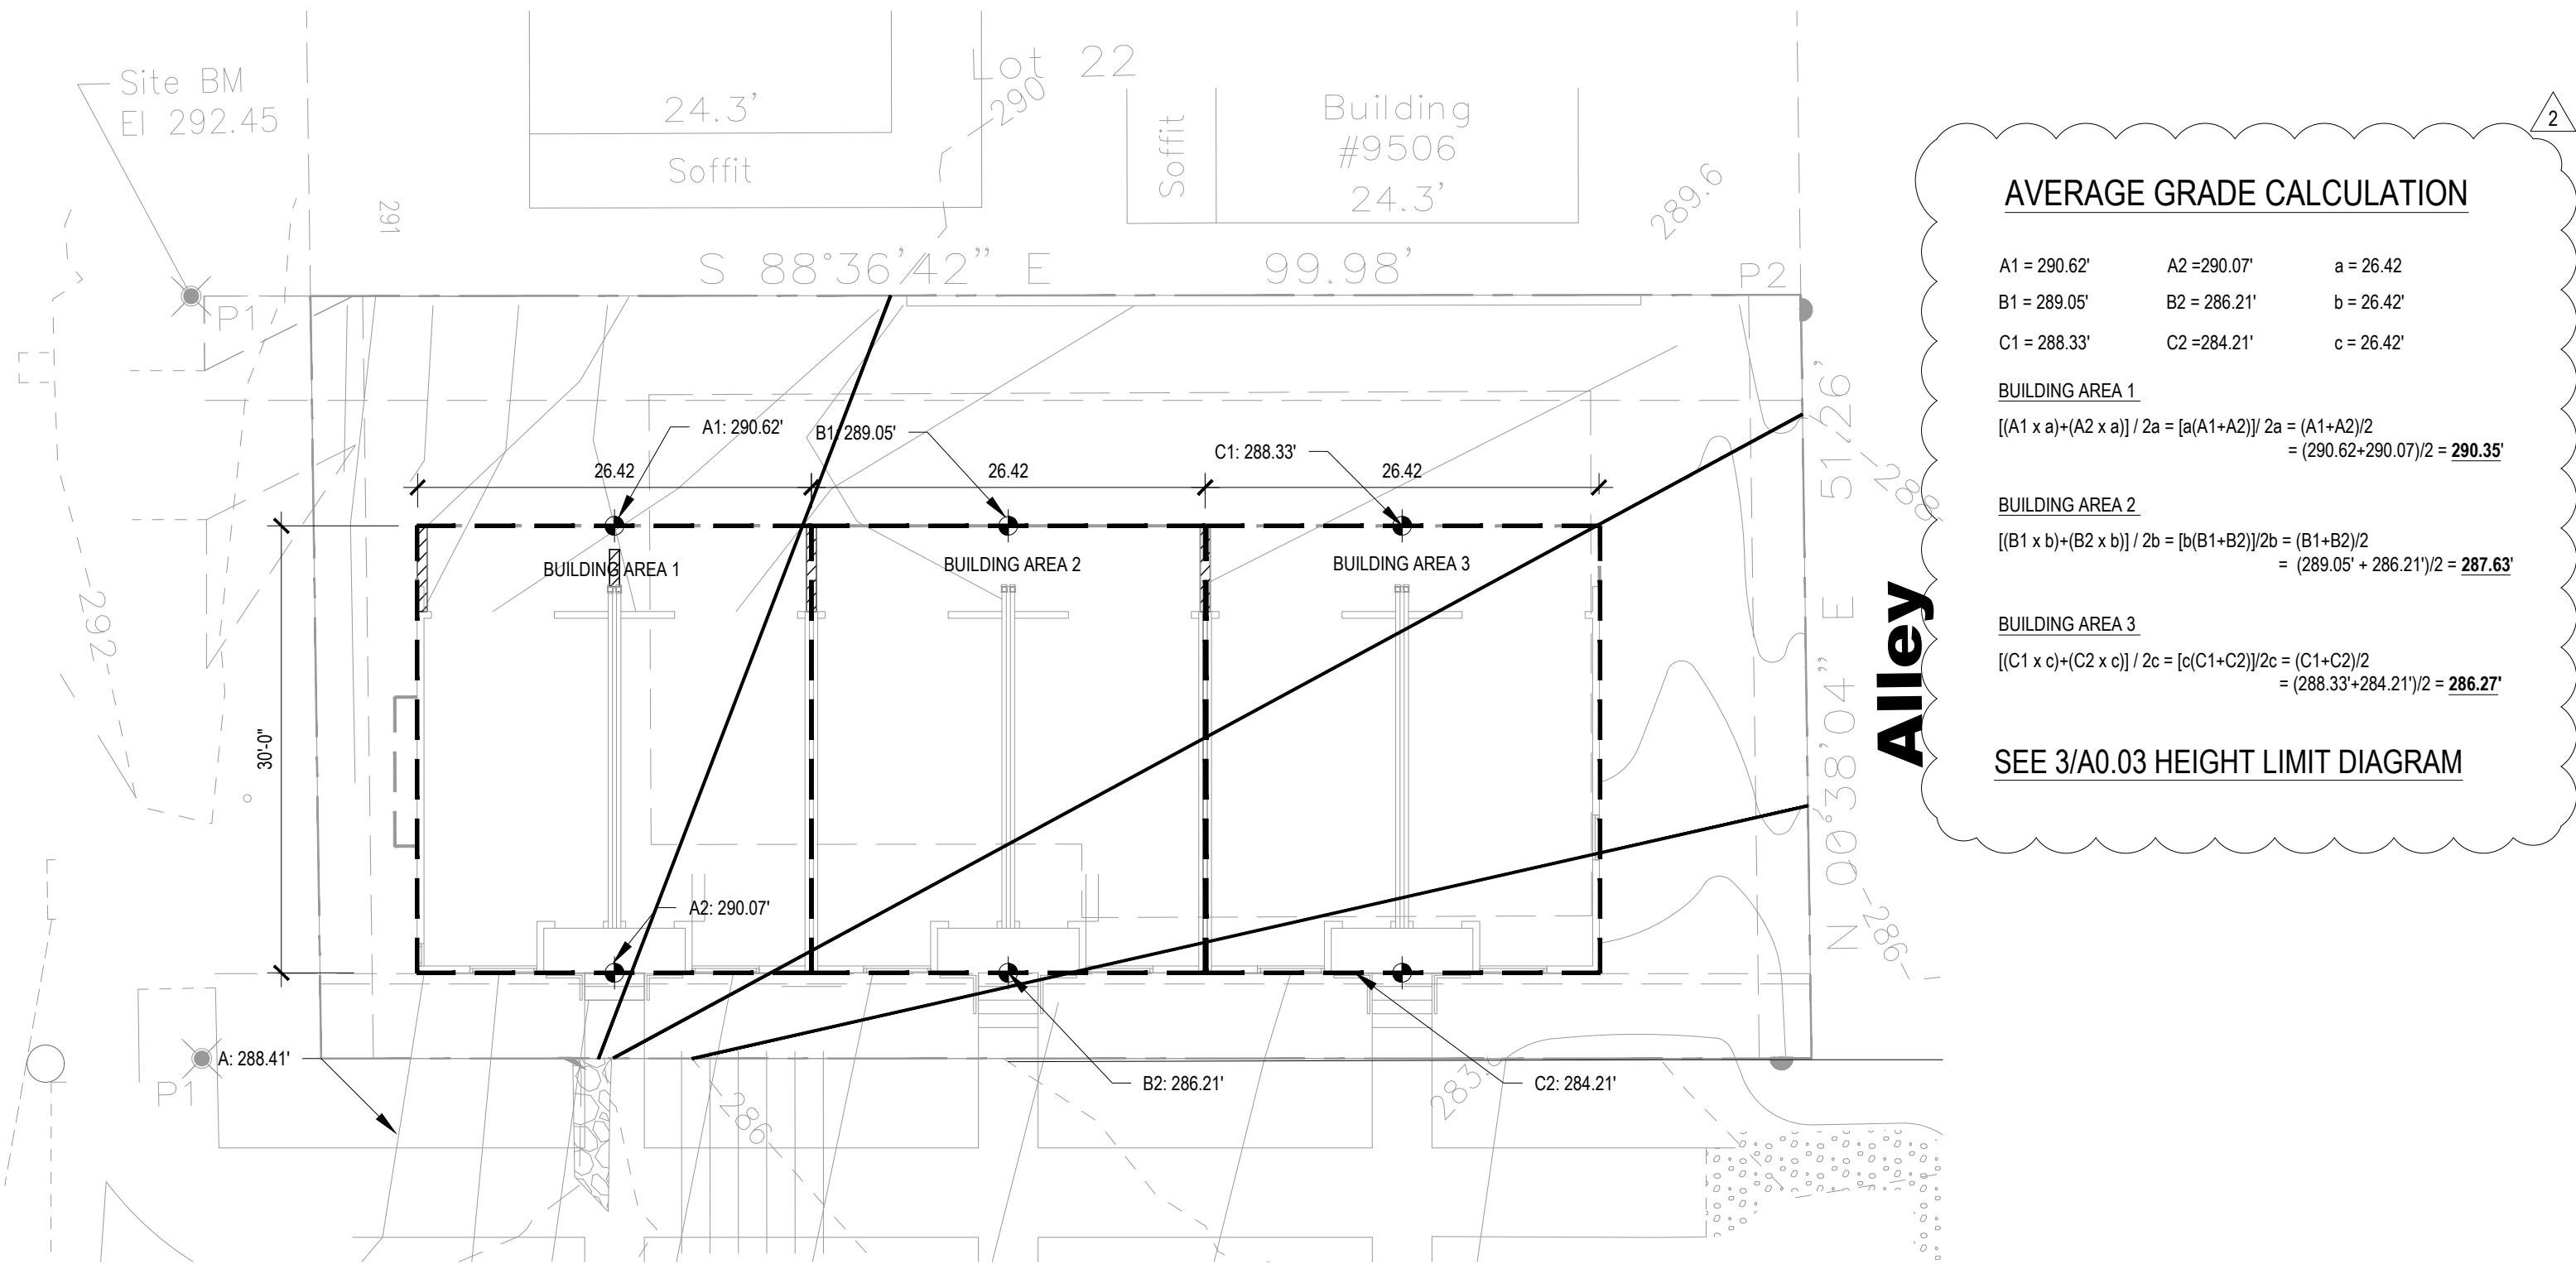 Site BM
El 292.45
24.3'
Soffit
Lot 22
290
Soffit
Building
#9506
24.3'
289.6
291
S 88°36'42" E 99.98'
P2
P1
A1: 290.62'
B1: 289.05'
C1: 288.33'
26.42
26.42
26.42
BUILDING AREA 1
BUILDING AREA 2
BUILDING AREA 3
30'-0"
292
A2: 290.07'
A: 288.41'
P1
B2: 286.21'
C2: 284.21'
286
283.
N 00°38'04" E 51.26'
288
286
Alley
2
AVERAGE GRADE CALCULATION
A1 = 290.62' A2 =290.07' a = 26.42
B1 = 289.05' B2 = 286.21' b = 26.42'
C1 = 288.33' C2 =284.21' c = 26.42'
BUILDING AREA 1
[(A1 x a)+(A2 x a)] / 2a = [a(A1+A2)]/ 2a = (A1+A2)/2
= (290.62+290.07)/2 = 290.35'
BUILDING AREA 2
[(B1 x b)+(B2 x b)] / 2b = [b(B1+B2)]/2b = (B1+B2)/2
= (289.05' + 286.21')/2 = 287.63'
BUILDING AREA 3
[(C1 x c)+(C2 x c)] / 2c = [c(C1+C2)]/2c = (C1+C2)/2
= (288.33'+284.21')/2 = 286.27'
SEE 3/A0.03 HEIGHT LIMIT DIAGRAM